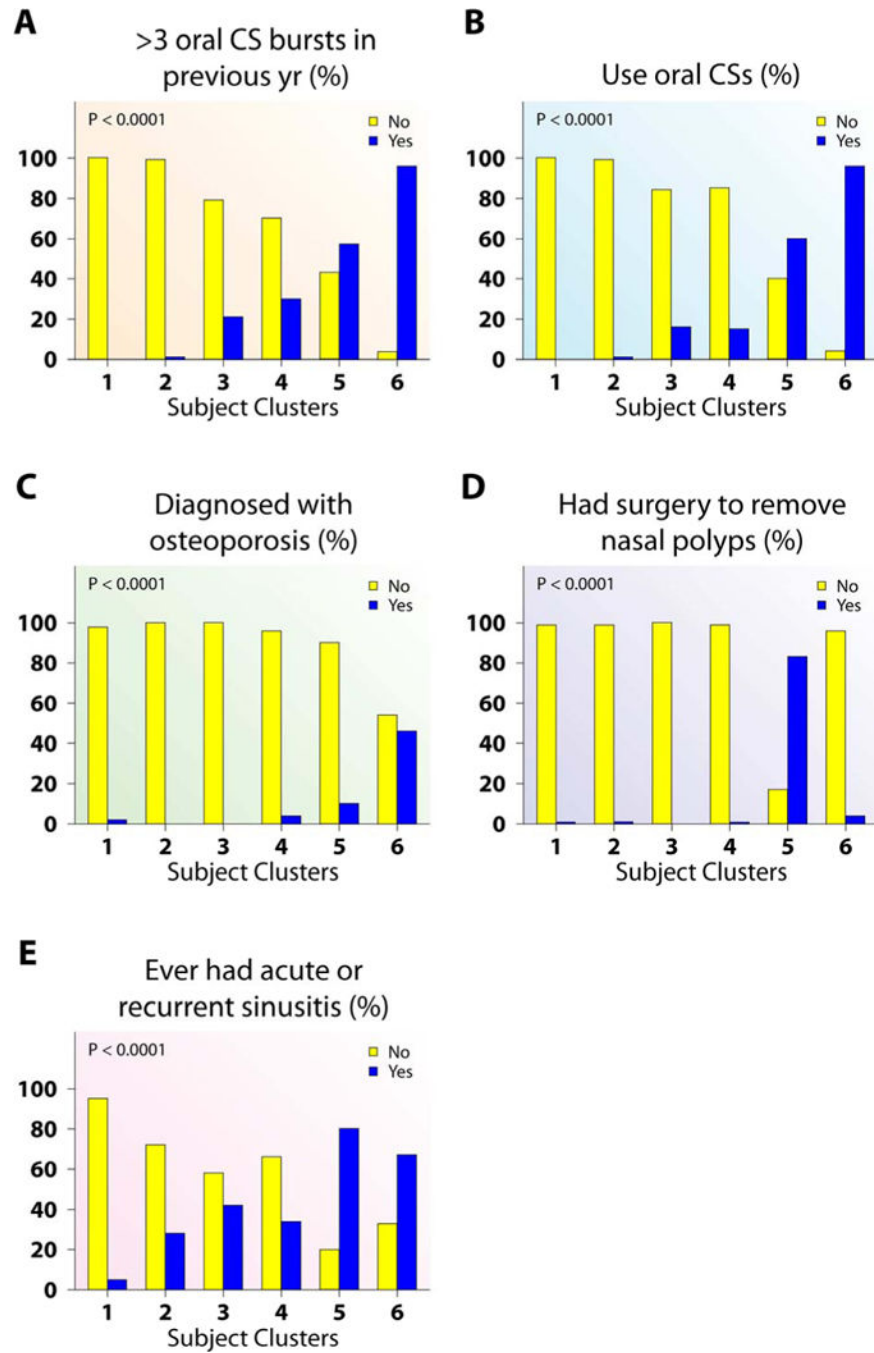 A
>3 oral CS bursts in
previous yr (%)
P < 0.0001
No
Yes
100
80
60
40
20
0
1 2 3 4 5 6
Subject Clusters
B
Use oral CSs (%)
P < 0.0001
No
Yes
100
80
60
40
20
0
1 2 3 4 5 6
Subject Clusters
C
Diagnosed with
osteoporosis (%)
P < 0.0001
No
Yes
100
80
60
40
20
0
1 2 3 4 5 6
Subject Clusters
D
Had surgery to remove
nasal polyps (%)
P < 0.0001
No
Yes
100
80
60
40
20
0
1 2 3 4 5 6
Subject Clusters
E
Ever had acute or
recurrent sinusitis (%)
P < 0.0001
No
Yes
100
80
60
40
20
0
1 2 3 4 5 6
Subject Clusters